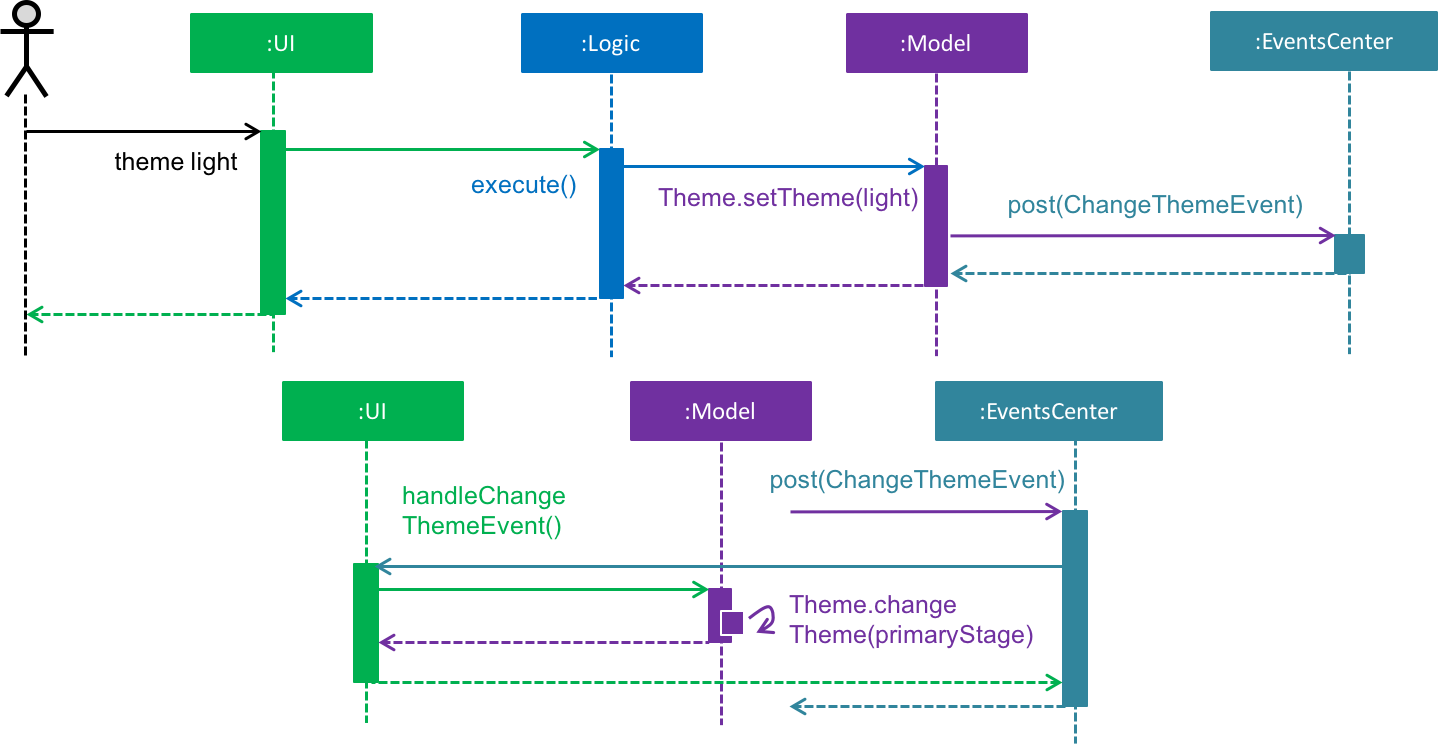 :UI
:Logic
:Model
:EventsCenter
theme light
execute()
Theme.setTheme(light)
post(ChangeThemeEvent)
:UI
:Model
:EventsCenter
post(ChangeThemeEvent)
handleChange
ThemeEvent()
Theme.change
Theme(primaryStage)